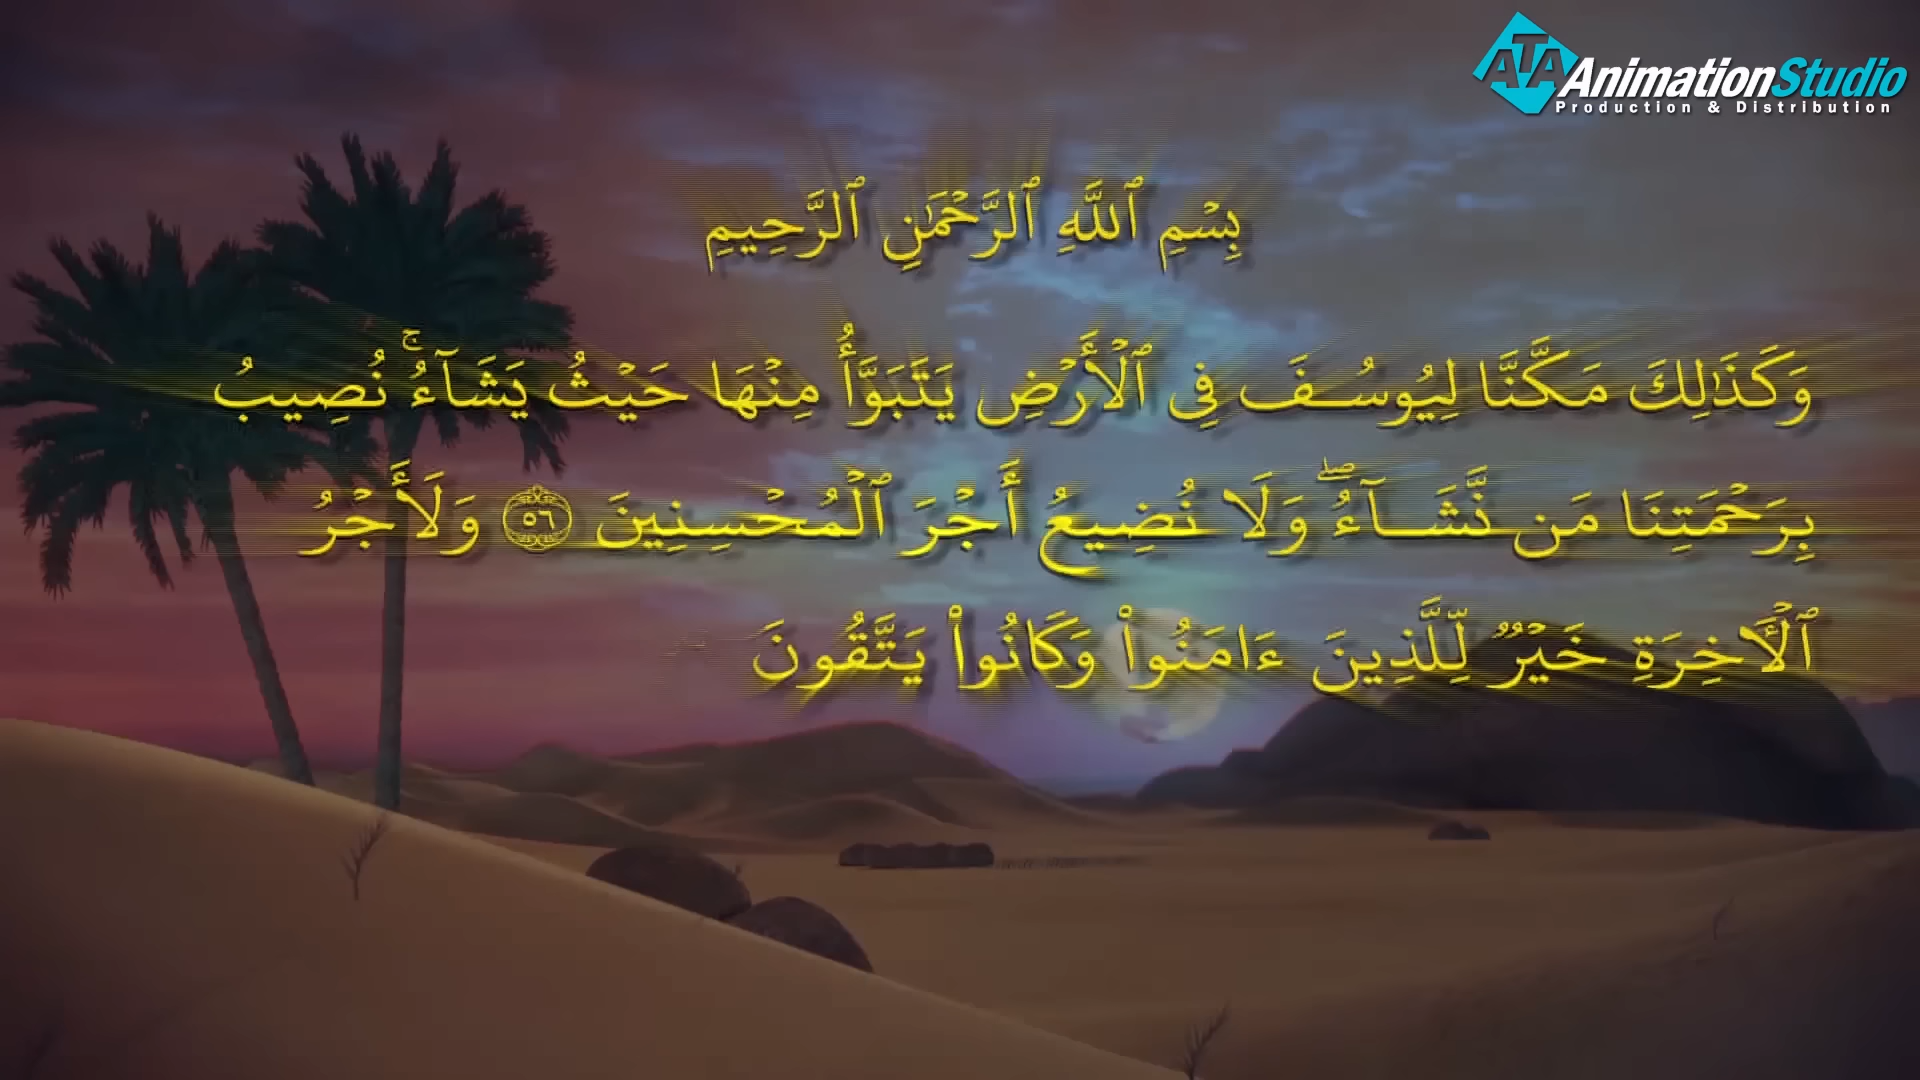 ATA AnimationStudio
Production & Distribution
بِسْمِ ٱللَّهِ ٱلرَّحْمَٰنِ ٱلرَّحِيمِ
وَكَذَٰلِكَ مَكَّنَّا لِيُوسُفَ فِى ٱلْأَرْضِ يَتَبَوَّأُ مِنْهَا حَيْثُ يَشَآءُ ۚ نُصِيبُ
بِرَحْمَتِنَا مَن نَّشَآءُ ۖ وَلَا نُضِيعُ أَجْرَ ٱلْمُحْسِنِينَ ٥٦ وَلَأَجْرُ
ٱلْـَٔاخِرَةِ خَيْرٌ لِّلَّذِينَ ءَامَنُوا۟ وَكَانُوا۟ يَتَّقُونَ